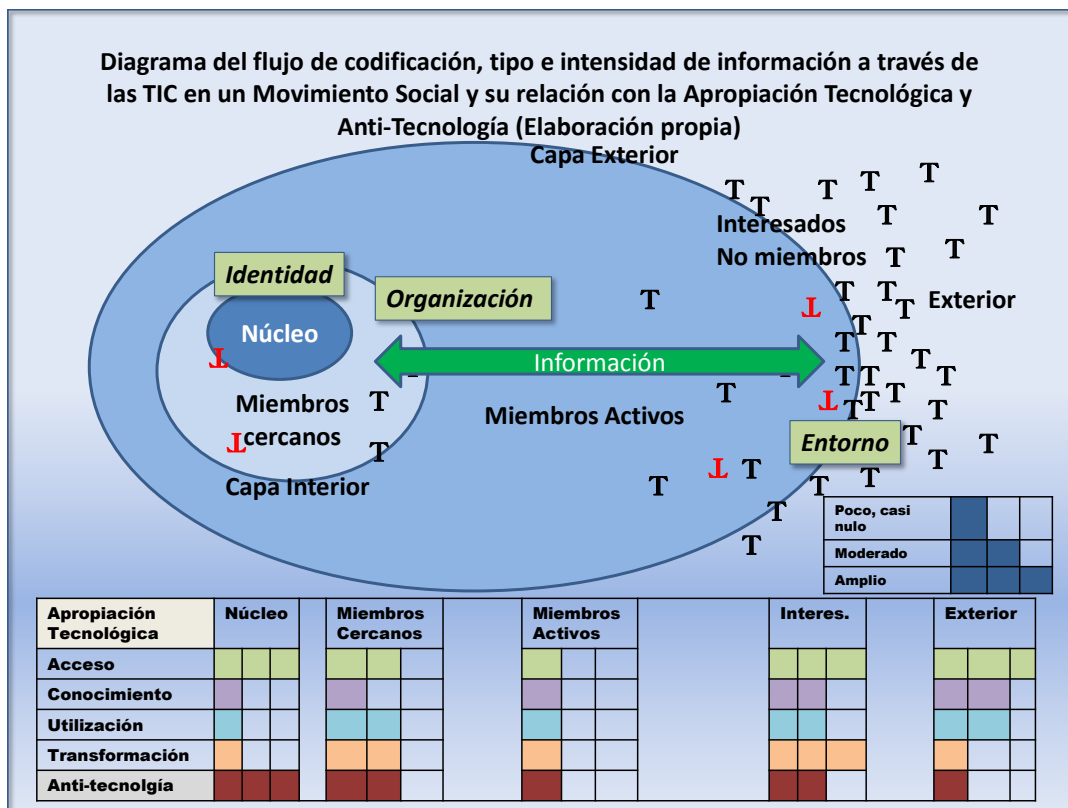 Diagrama del flujo de codificación, tipo e intensidad de información a través de
las TIC en un Movimiento Social y su relación con la Apropiación Tecnológica y
Anti-Tecnología (Elaboración propia)
Capa Exterior
Interesados
No miembros
Exterior
Identidad
Organización
Núcleo
Información
Miembros
cercanos
Miembros Activos
Entorno
Capa Interior
Poco, casi
nulo
Moderado
Amplio
Apropiación
Tecnológica
Núcleo
Miembros
Cercanos
Miembros
Activos
Interes.
Exterior
Acceso
Conocimiento
Utilización
Transformación
Anti-tecnolgía